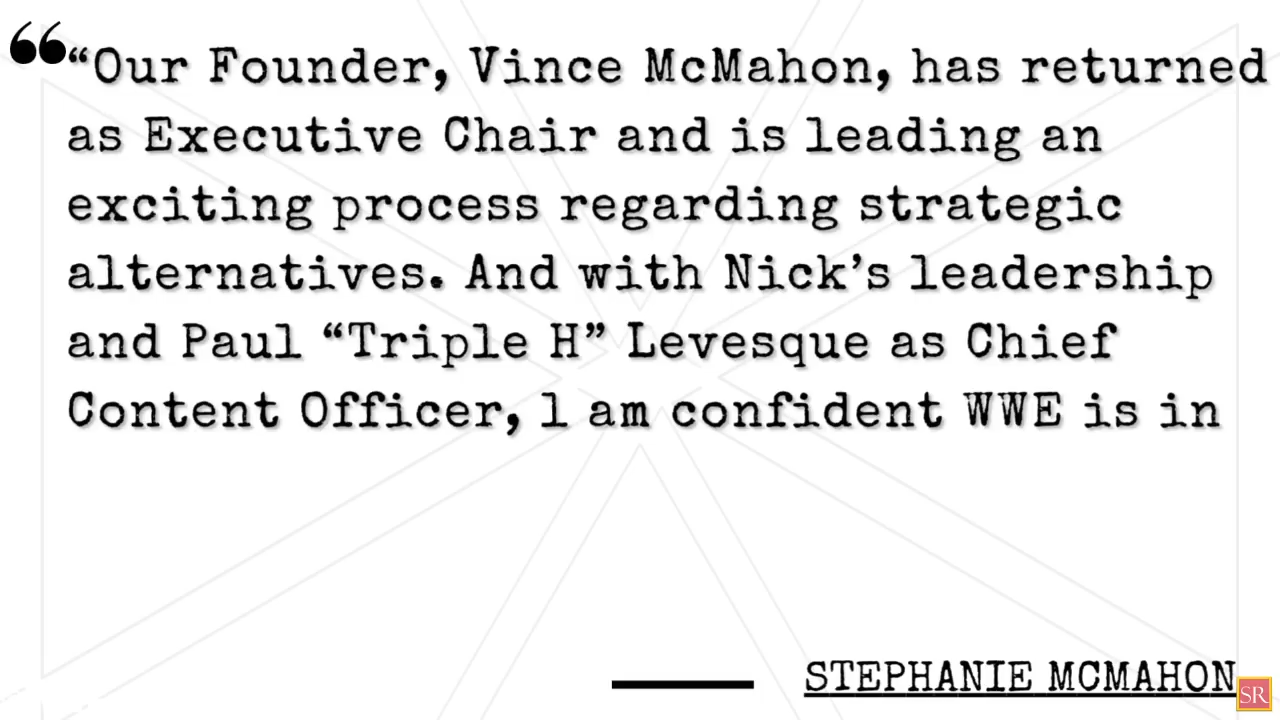 “Our Founder, Vince McMahon, has returned
as Executive Chair and is leading an
exciting process regarding strategic
alternatives. And with Nick’s leadership
and Paul “Triple H” Levesque as Chief
Content Officer, l am confident WWE is in
STEPHANIE MCMAHON
SR